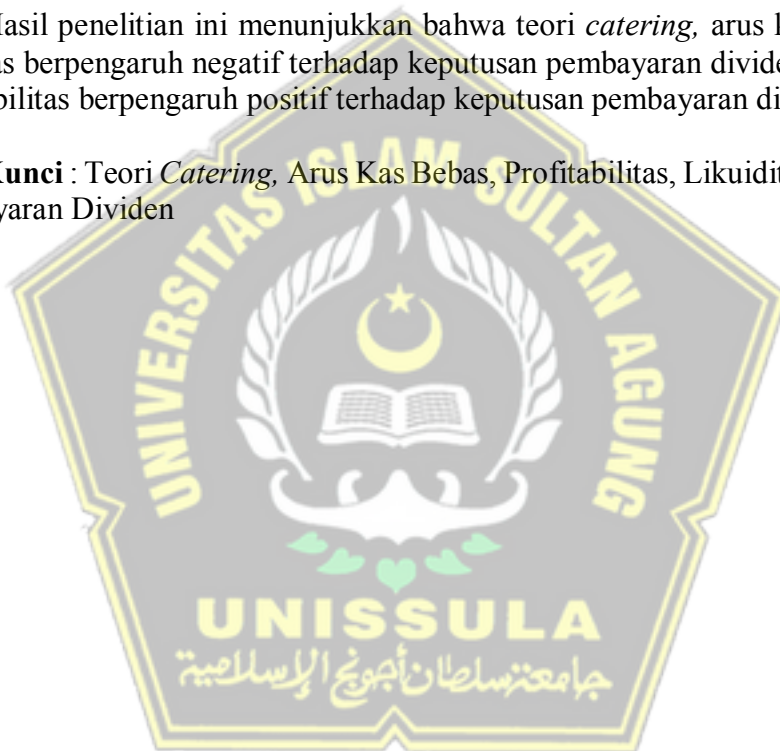 Hasil penelitian ini menunjukkan bahwa teori catering, arus
as berpengaruh negatif terhadap keputusan pembayaran divide
bilitas berpengaruh positif terhadap keputusan pembayaran di
Kunci : Teori Catering, Arus Kas Bebas, Profitabilitas, Likuidit
yaran Dividen
UNIVERSITAS ISLAM SULTAN AGUNG
UNISSULA
جامعة سلطان أجونج الإسلامية